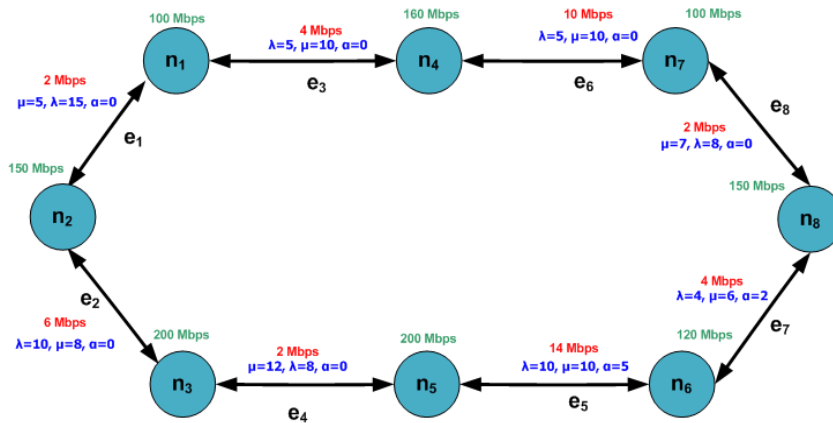 100 Mbps
4 Mbps
λ=5, μ=10, α=0
160 Mbps
10 Mbps
λ=5, μ=10, α=0
100 Mbps
n₁
n₄
n₇
e₃
e₆
2 Mbps
μ=5, λ=15, α=0
e₁
e₈
2 Mbps
μ=7, λ=8, α=0
150 Mbps
n₂
150 Mbps
n₈
e₂
6 Mbps
λ=10, μ=8, α=0
4 Mbps
λ=4, μ=6, α=2
e₇
200 Mbps
2 Mbps
μ=12, λ=8, α=0
200 Mbps
14 Mbps
λ=10, μ=10, α=5
120 Mbps
n₃
n₅
n₆
e₄
e₅